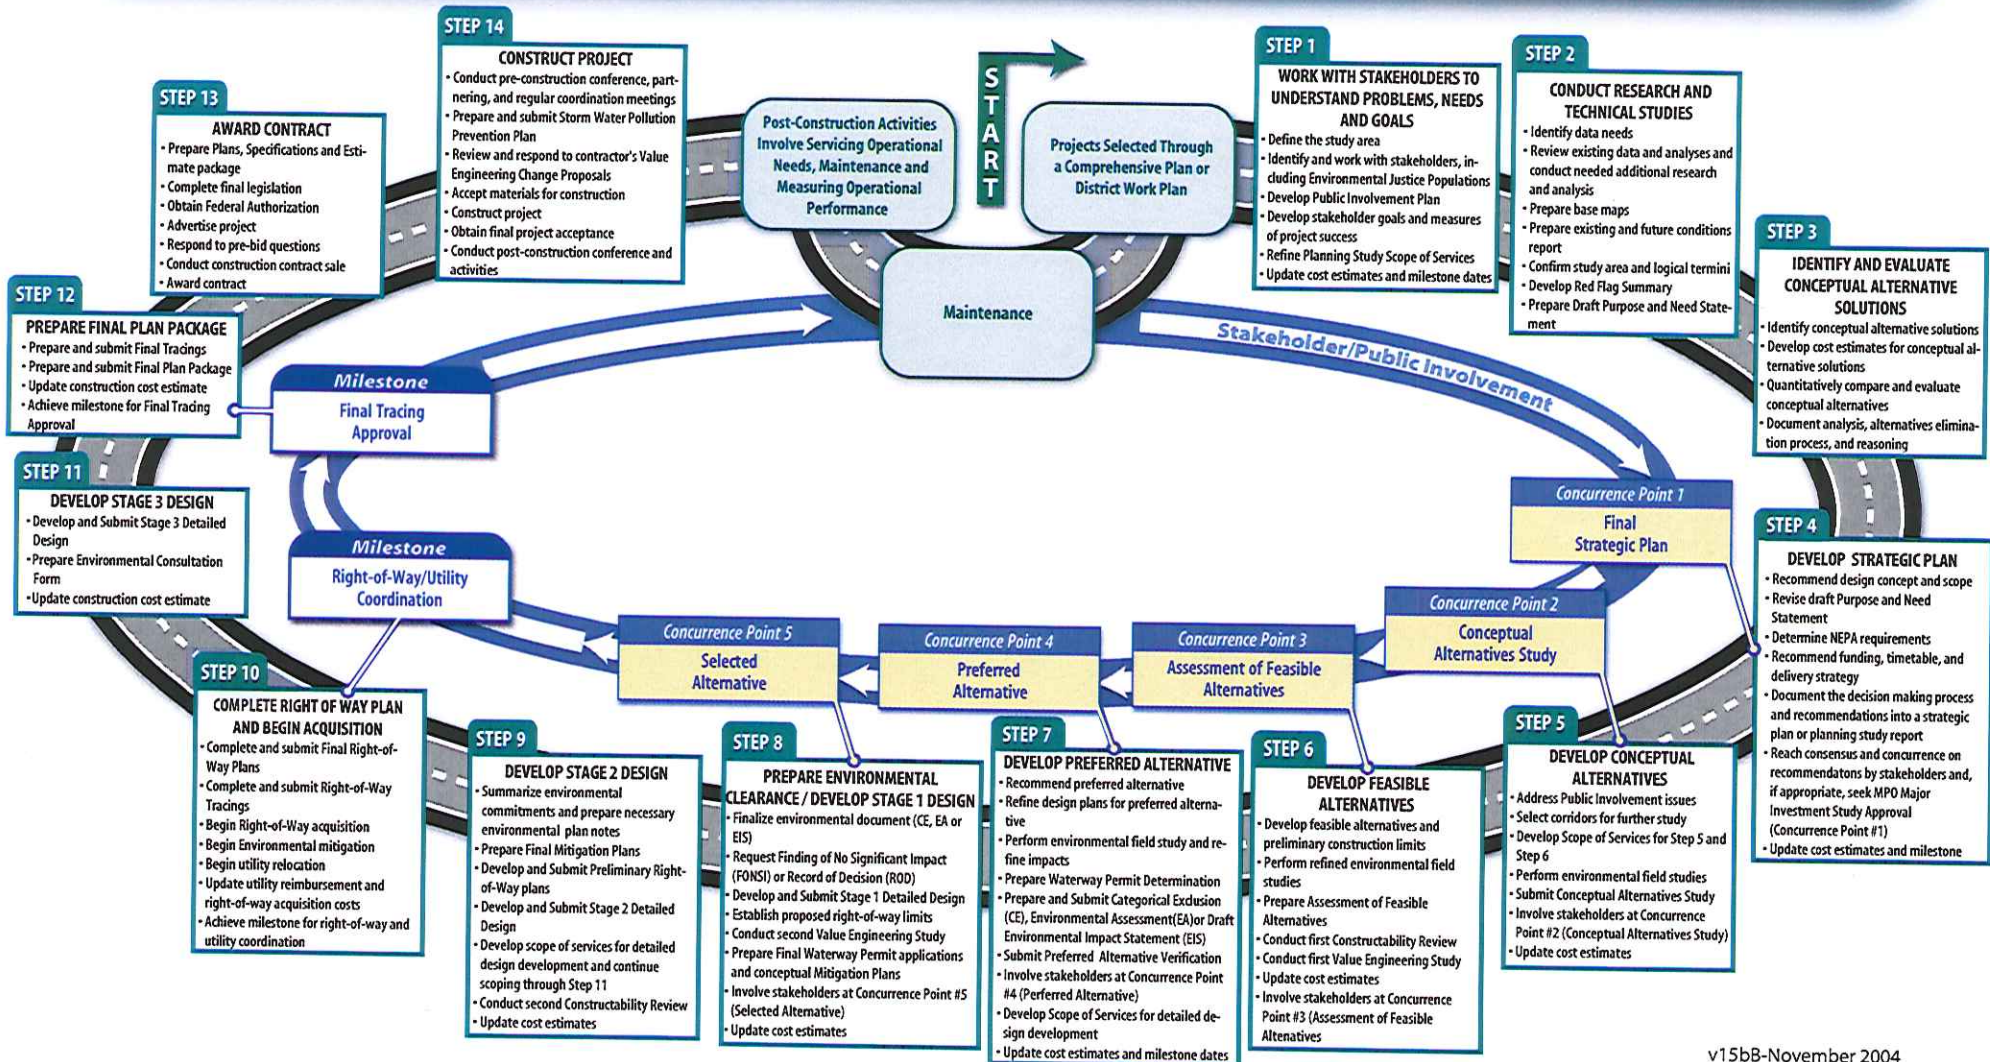 START
Projects Selected Through
a Comprehensive Plan or
District Work Plan
STEP 1
WORK WITH STAKEHOLDERS TO
UNDERSTAND PROBLEMS, NEEDS
AND GOALS
• Define the study area
• Identify and work with stakeholders, in-
cluding Environmental Justice Populations
• Develop Public Involvement Plan
• Develop stakeholder goals and measures
of project success
• Refine Planning Study Scope of Services
• Update cost estimates and milestone dates
STEP 2
CONDUCT RESEARCH AND
TECHNICAL STUDIES
• Identify data needs
• Review existing data and analyses and
conduct needed additional research
and analysis
• Prepare base maps
• Prepare existing and future conditions
report
• Confirm study area and logical termini
• Develop Red Flag Summary
• Prepare Draft Purpose and Need State-
ment
STEP 3
IDENTIFY AND EVALUATE
CONCEPTUAL ALTERNATIVE
SOLUTIONS
• Identify conceptual alternative solutions
• Develop cost estimates for conceptual al-
ternative solutions
• Quantitatively compare and evaluate
conceptual alternatives
• Document analysis, alternatives elimina-
tion process, and reasoning
STEP 4
DEVELOP STRATEGIC PLAN
• Recommend design concept and scope
• Revise draft Purpose and Need
Statement
• Determine NEPA requirements
• Recommend funding, timetable, and
delivery strategy
• Document the decision making process
and recommendations into a strategic
plan or planning study report
• Reach consensus and concurrence on
recommendatons by stakeholders and,
if appropriate, seek MPO Major
Investment Study Approval
(Concurrence Point #1)
• Update cost estimates and milestone
STEP 5
DEVELOP CONCEPTUAL
ALTERNATIVES
• Address Public Involvement issues
• Select corridors for further study
• Develop Scope of Services for Step 5 and
Step 6
• Perform environmental field studies
• Submit Conceptual Alternatives Study
• Involve stakeholders at Concurrence
Point #2 (Conceptual Alternatives Study)
• Update cost estimates
STEP 6
DEVELOP FEASIBLE
ALTERNATIVES
• Develop feasible alternatives and
preliminary construction limits
• Perform refined environmental field
studies
• Prepare Assessment of Feasible
Alternatives
• Conduct first Constructability Review
• Conduct first Value Engineering Study
• Update cost estimates
• Involve stakeholders at Concurrence
Point #3 (Assessment of Feasible
Altenatives
STEP 7
DEVELOP PREFERRED ALTERNATIVE
• Recommend preferred alternative
• Refine design plans for preferred alterna-
tive
• Perform environmental field study and re-
fine impacts
• Prepare Waterway Permit Determination
• Prepare and Submit Categorical Exclusion
(CE), Environmental Assessment(EA)or Draft
Environmental Impact Statement (EIS)
• Submit Preferred Alternative Verification
• Involve stakeholders at Concurrence Point
#4 (Perferred Alternative)
• Develop Scope of Services for detailed de-
sign development
• Update cost estimates and milestone dates
STEP 8
PREPARE ENVIRONMENTAL
CLEARANCE / DEVELOP STAGE 1 DESIGN
• Finalize environmental document (CE, EA or
EIS)
• Request Finding of No Significant Impact
(FONSI) or Record of Decision (ROD)
• Develop and Submit Stage 1 Detailed Design
• Establish proposed right-of-way limits
• Conduct second Value Engineering Study
• Prepare Final Waterway Permit applications
and conceptual Mitigation Plans
• Involve stakeholders at Concurrence Point #5
(Selected Alternative)
• Update cost estimates
STEP 9
DEVELOP STAGE 2 DESIGN
• Summarize environmental
commitments and prepare necessary
environmental plan notes
• Prepare Final Mitigation Plans
• Develop and Submit Preliminary Right-
of-Way plans
• Develop and Submit Stage 2 Detailed
Design
• Develop scope of services for detailed
design development and continue
scoping through Step 11
• Conduct second Constructability Review
• Update cost estimates
STEP 10
COMPLETE RIGHT OF WAY PLAN
AND BEGIN ACQUISITION
• Complete and submit Final Right-of-
Way Plans
• Complete and submit Right-of-Way
Tracings
• Begin Right-of-Way acquisition
• Begin Environmental mitigation
• Begin utility relocation
• Update utility reimbursement and
right-of-way acquisition costs
• Achieve milestone for right-of-way and
utility coordination
STEP 11
DEVELOP STAGE 3 DESIGN
• Develop and Submit Stage 3 Detailed
Design
• Prepare Environmental Consultation
Form
• Update construction cost estimate
STEP 12
PREPARE FINAL PLAN PACKAGE
• Prepare and submit Final Tracings
• Prepare and submit Final Plan Package
• Update construction cost estimate
• Achieve milestone for Final Tracing
Approval
STEP 13
AWARD CONTRACT
• Prepare Plans, Specifications and Esti-
mate package
• Complete final legislation
• Obtain Federal Authorization
• Advertise project
• Respond to pre-bid questions
• Conduct construction contract sale
• Award contract
STEP 14
CONSTRUCT PROJECT
• Conduct pre-construction conference, part-
nering, and regular coordination meetings
• Prepare and submit Storm Water Pollution
Prevention Plan
• Review and respond to contractor's Value
Engineering Change Proposals
• Accept materials for construction
• Construct project
• Obtain final project acceptance
• Conduct post-construction conference and
activities
Post-Construction Activities
Involve Servicing Operational
Needs, Maintenance and
Measuring Operational
Performance
Maintenance
Stakeholder/Public Involvement
Concurrence Point 1
Final
Strategic Plan
Concurrence Point 2
Conceptual
Alternatives Study
Concurrence Point 3
Assessment of Feasible
Alternatives
Concurrence Point 4
Preferred
Alternative
Concurrence Point 5
Selected
Alternative
Milestone
Right-of-Way/Utility
Coordination
Milestone
Final Tracing
Approval
v15bB-November 2004